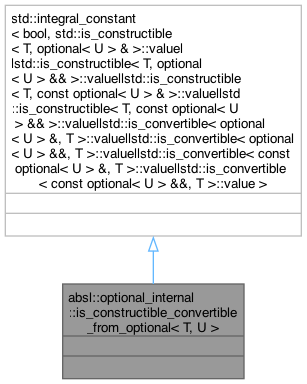 std::integral_constant
< bool, std::is_constructible
< T, optional< U > & >::valuel
lstd::is_constructible< T, optional
< U > && >::valuellstd::is_constructible
< T, const optional< U > & >::valuellstd
::is_constructible< T, const optional< U
> && >::valuellstd::is_convertible< optional
< U > &, T >::valuellstd::is_convertible< optional
< U > &&, T >::valuellstd::is_convertible< const
optional< U > &, T >::valuellstd::is_convertible
< const optional< U > &&, T >::value >
absl::optional_internal
::is_constructible_convertible
_from_optional< T, U >